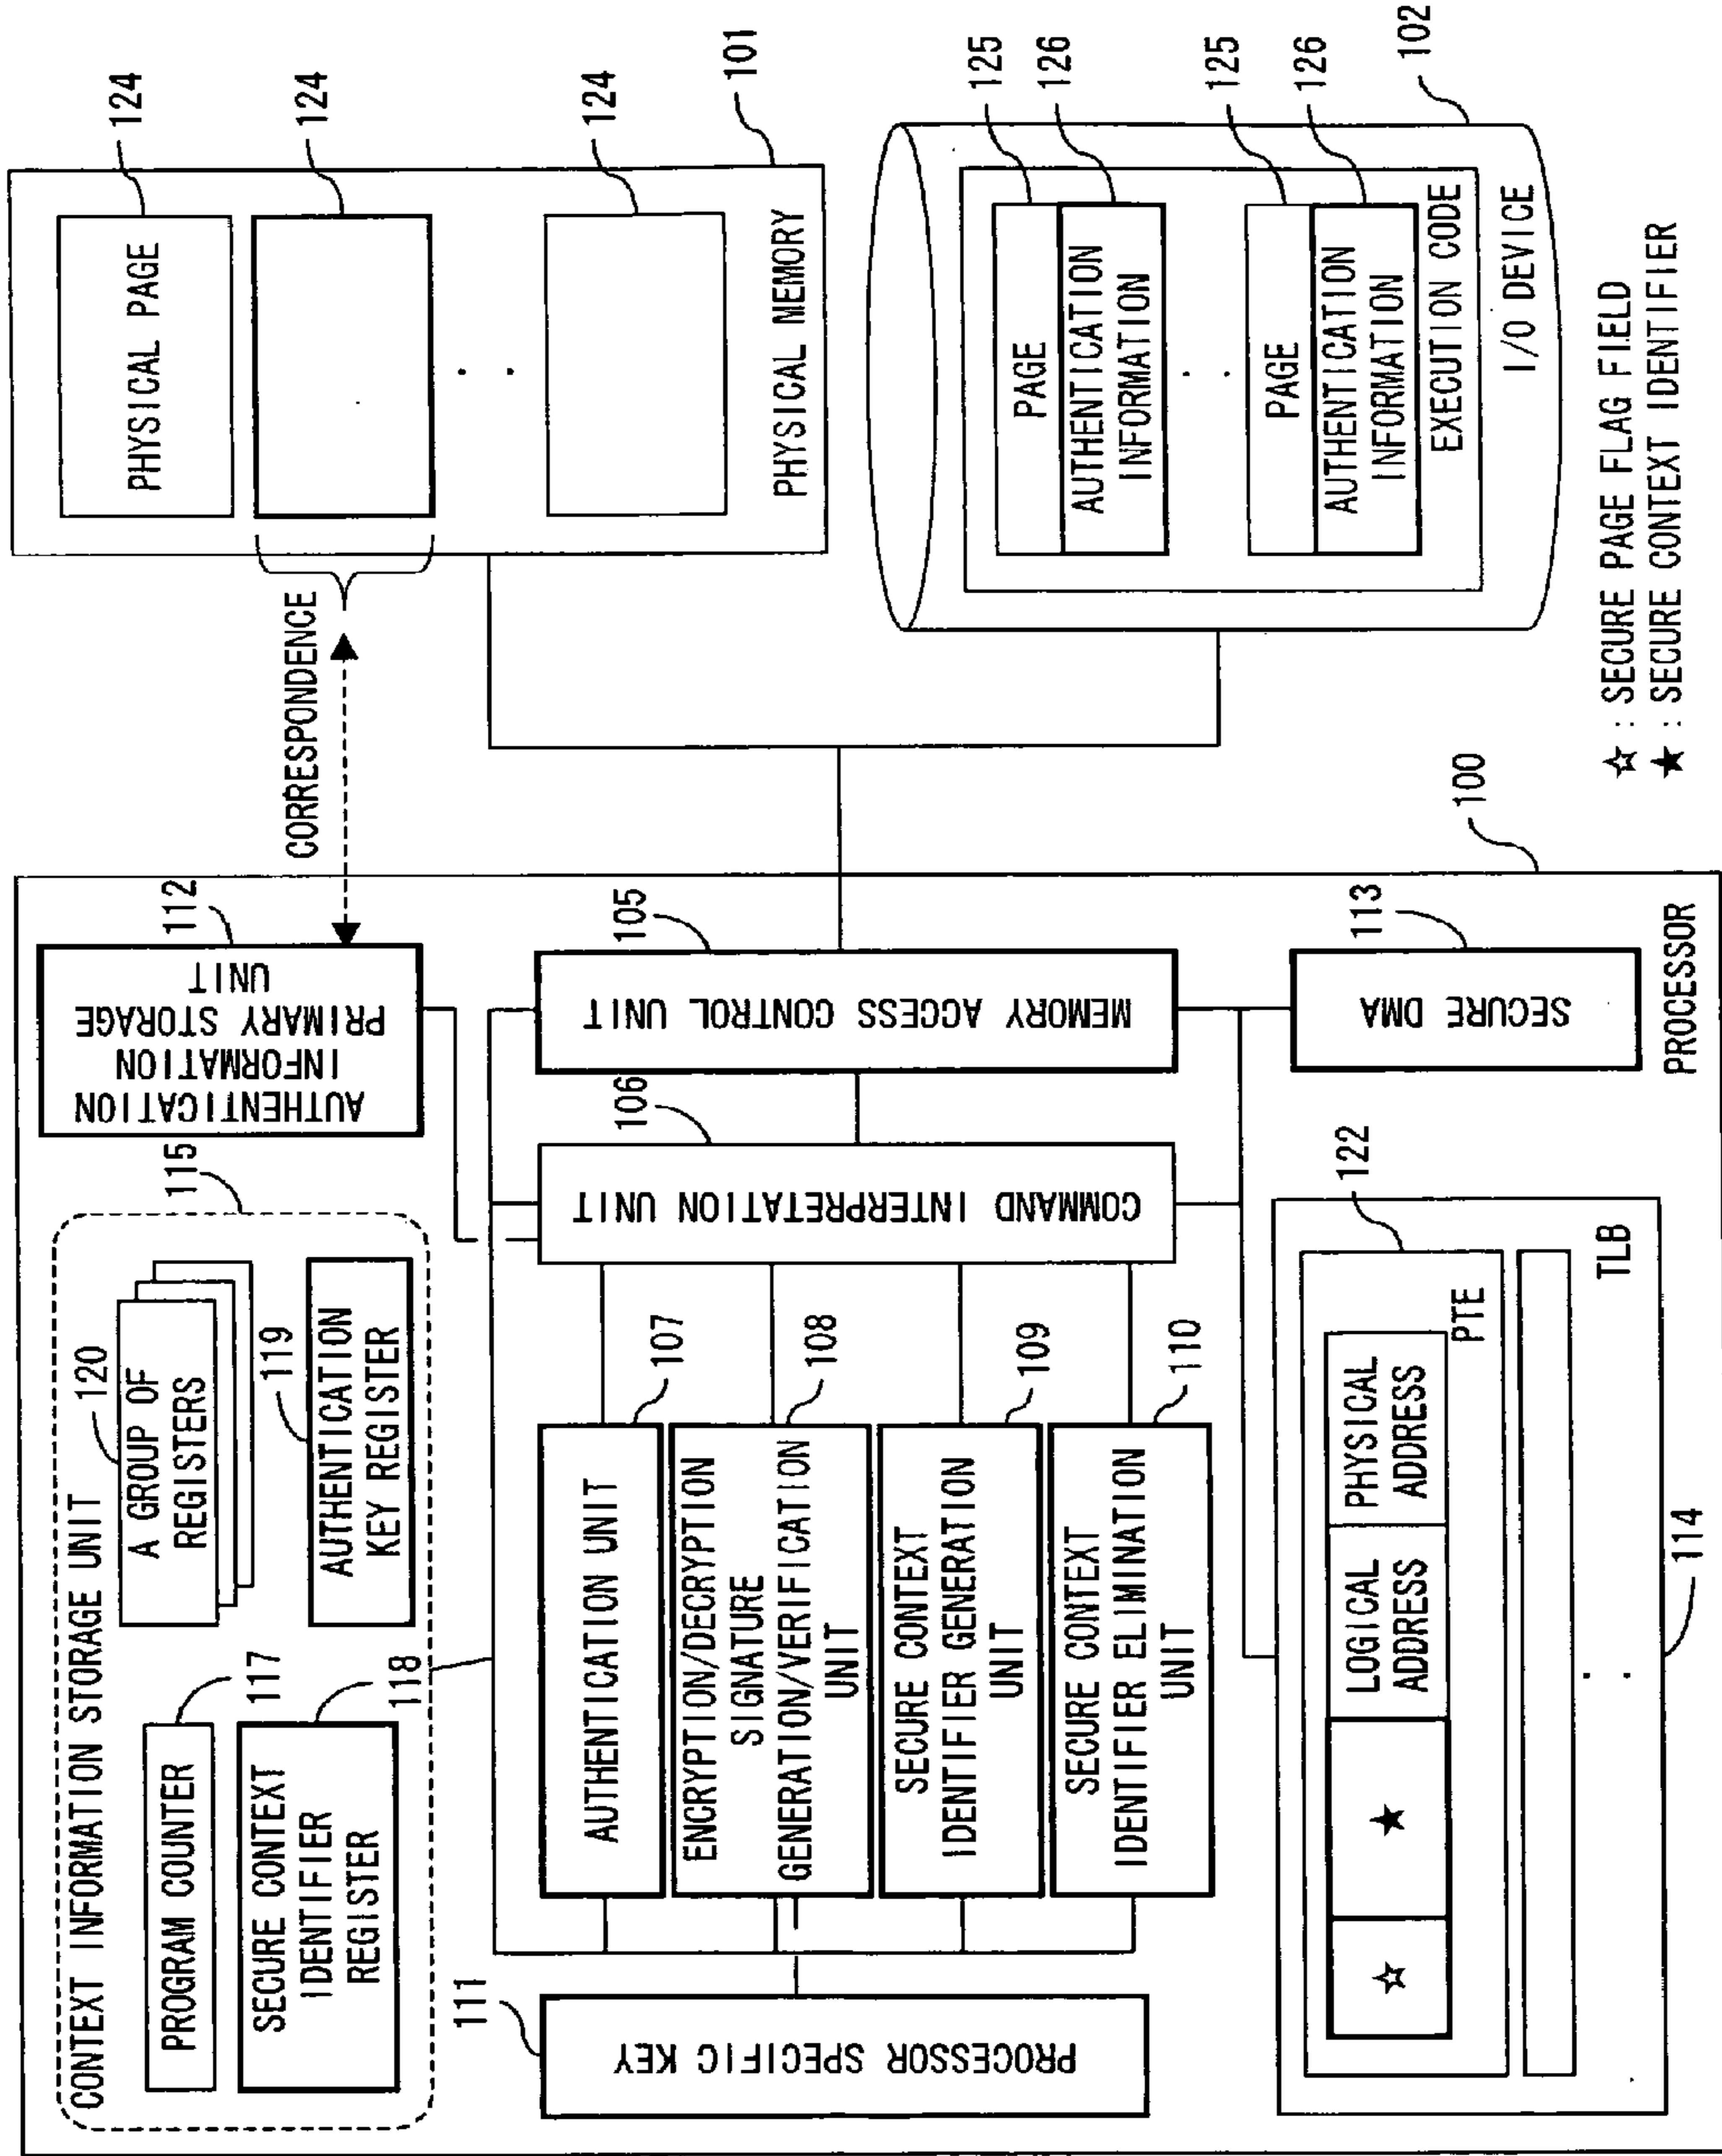 CONTEXT INFORMATION STORAGE UNIT
115
PROGRAM COUNTER
117
SECURE CONTEXT
IDENTIFIER
REGISTER
118
120
A GROUP OF
REGISTERS
119
AUTHENTICATION
KEY REGISTER
112
AUTHENTICATION
INFORMATION
PRIMARY STORAGE
UNIT
CORRESPONDENCE
PHYSICAL PAGE
124
124
124
PHYSICAL MEMORY
101
111
PROCESSOR SPECIFIC KEY
AUTHENTICATION UNIT
107
ENCRYPTION/DECRYPTION
SIGNATURE
GENERATION/VERIFICATION
UNIT
108
SECURE CONTEXT
IDENTIFIER GENERATION
UNIT
109
SECURE CONTEXT
IDENTIFIER ELIMINATION
UNIT
110
106
COMMAND INTERPRETATION UNIT
105
MEMORY ACCESS CONTROL UNIT
PAGE
125
AUTHENTICATION
INFORMATION
126
PAGE
125
AUTHENTICATION
INFORMATION
126
EXECUTION CODE
I/O DEVICE
102
☆
★
LOGICAL
ADDRESS
PHYSICAL
ADDRESS
PTE
122
TLB
114
SECURE DMA
113
PROCESSOR
100
☆ : SECURE PAGE FLAG FIELD
★ : SECURE CONTEXT IDENTIFIER